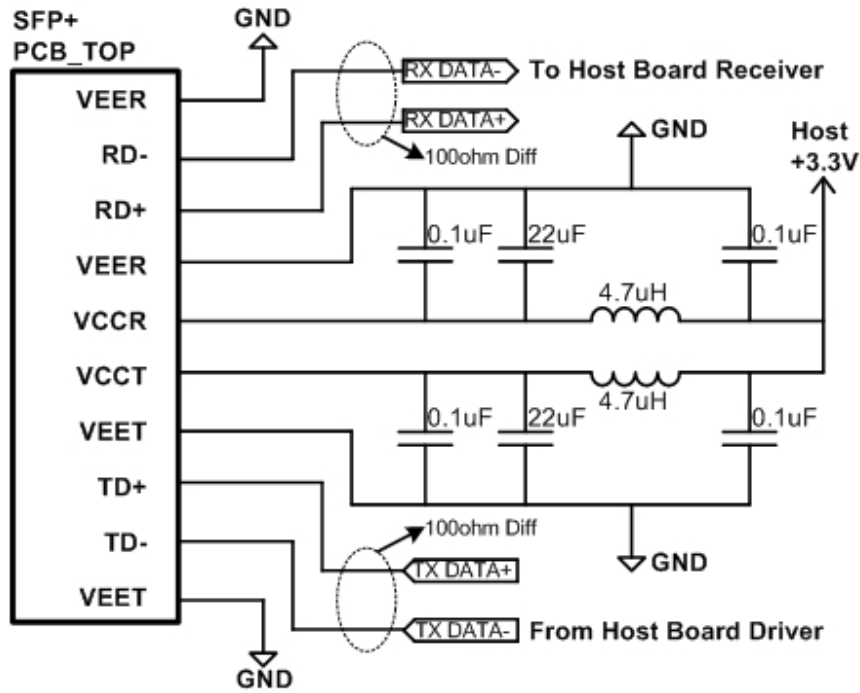 SFP+
PCB_TOP
GND
VEER
RX DATA-
To Host Board Receiver
RD-
RX DATA+
100ohm Diff
GND
Host
+3.3V
RD+
0.1uF
22uF
0.1uF
VEER
4.7uH
VCCR
VCCT
4.7uH
0.1uF
22uF
0.1uF
VEET
TD+
100ohm Diff
TD-
TX DATA+
GND
VEET
TX DATA-
From Host Board Driver
GND